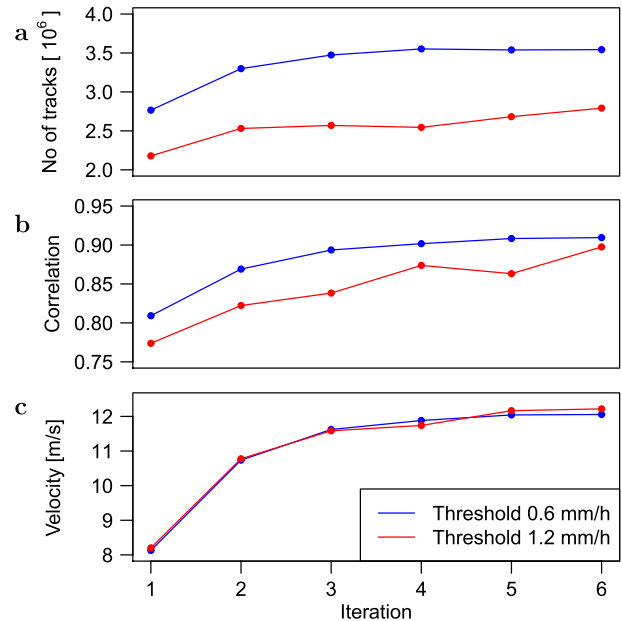 a
No of tracks [ 10^6 ]
4.0
3.5
3.0
2.5
2.0
b
Correlation
0.95
0.90
0.85
0.80
0.75
c
Velocity [m/s]
12
11
10
9
8
Threshold 0.6 mm/h
Threshold 1.2 mm/h
1 2 3 4 5 6
Iteration